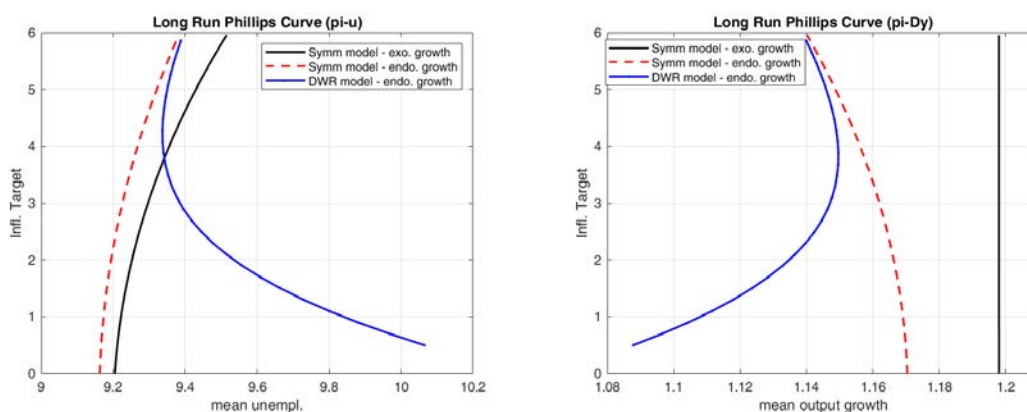 Long Run Phillips Curve (pi-u)
6
5
4
3
2
1
0
Infl. Target
Symm model - exo. growth
Symm model - endo. growth
DWR model - endo. growth
9 9.2 9.4 9.6 9.8 10 10.2
mean unempl.
Long Run Phillips Curve (pi-Dy)
6
5
4
3
2
1
0
Infl. Target
Symm model - exo. growth
Symm model - endo. growth
DWR model - endo. growth
1.08 1.1 1.12 1.14 1.16 1.18 1.2
mean output growth